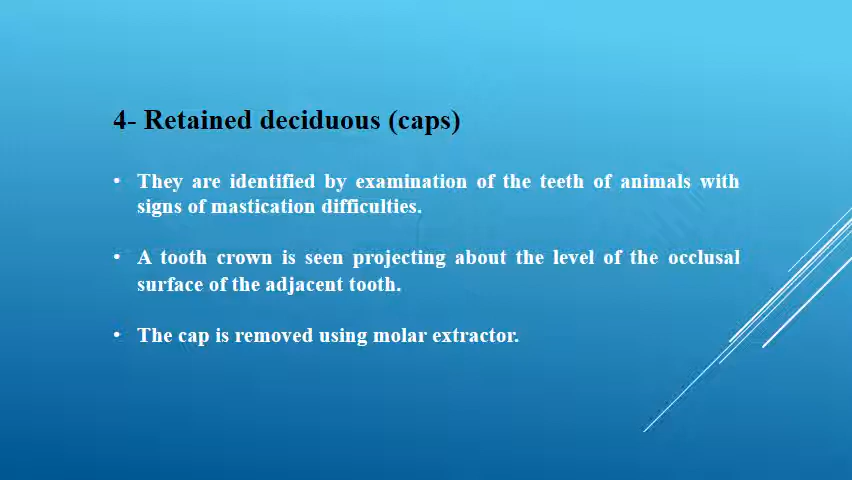 4- Retained deciduous (caps)
• They are identified by examination of the teeth of animals with
signs of mastication difficulties.
• A tooth crown is seen projecting about the level of the occlusal
surface of the adjacent tooth.
• The cap is removed using molar extractor.